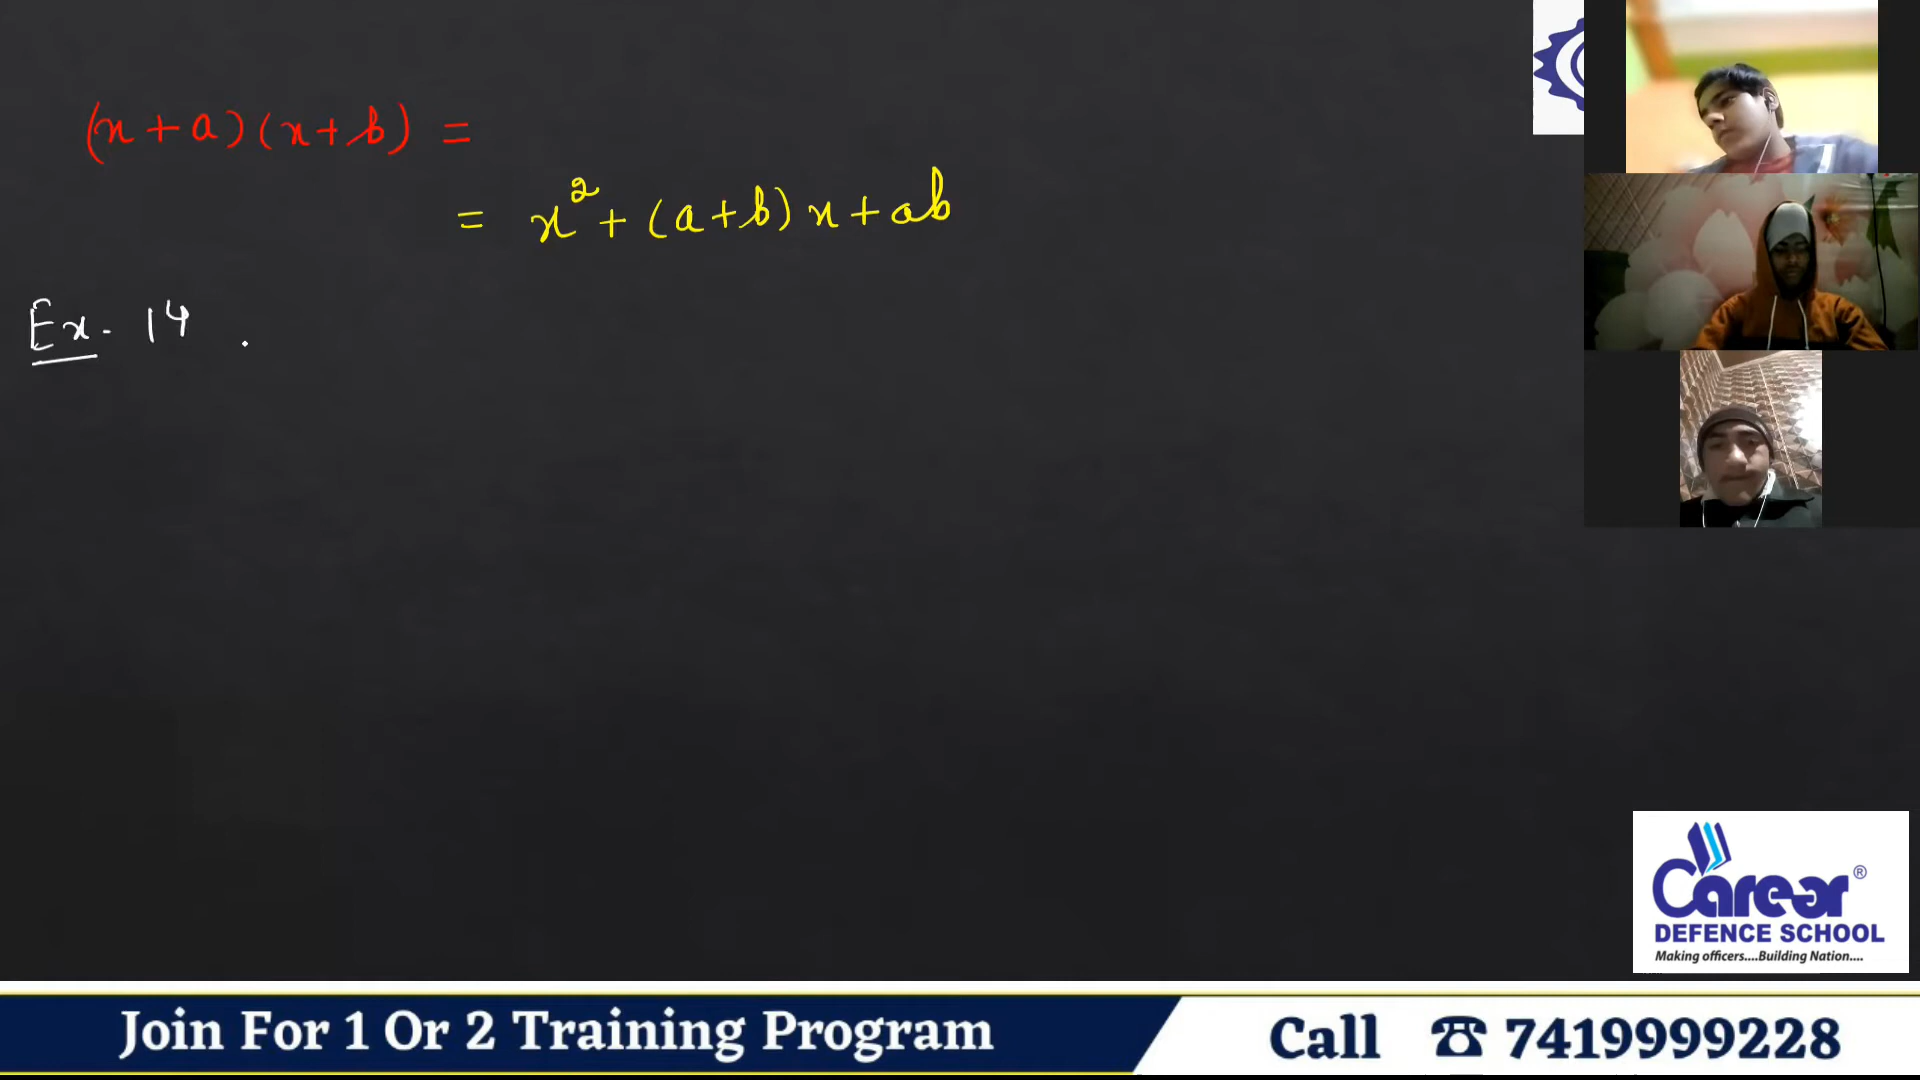 (x + a) (x + b) =
= x² + (a + b) x + ab
Ex. 14 .
Career®
DEFENCE SCHOOL
Making officers....Building Nation....
Join For 1 Or 2 Training Program
Call ☎ 7419999228